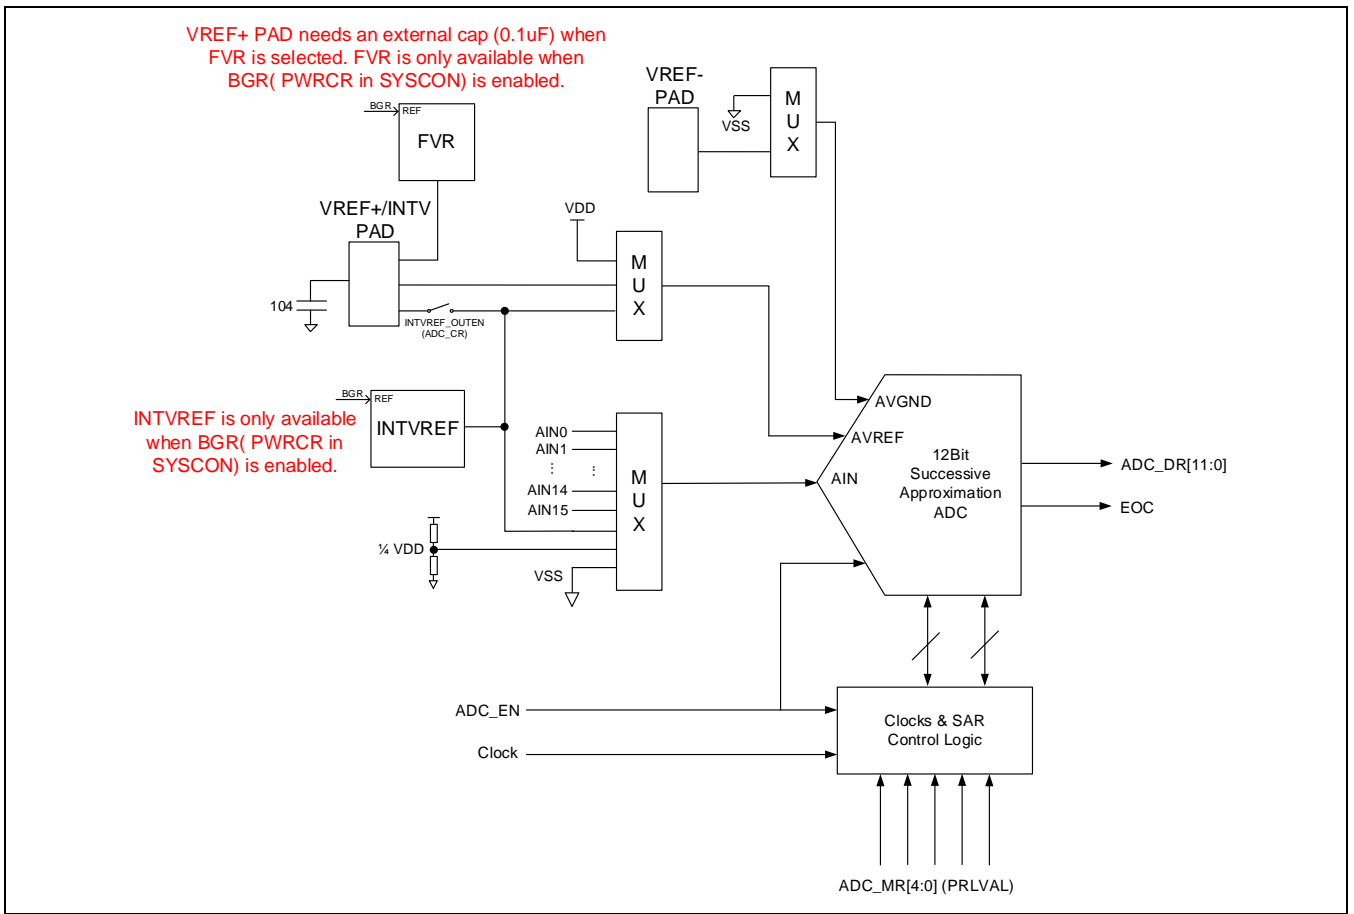 VREF+ PAD needs an external cap (0.1uF) when
FVR is selected. FVR is only available when
BGR( PWRCR in SYSCON) is enabled.
VREF-
PAD
M
U
X
VSS
BGR
REF
FVR
VREF+/INTV
PAD
VDD
M
U
X
104
INTVREF_OUTEN
(ADC_CR)
BGR
REF
INTVREF
INTVREF is only available
when BGR( PWRCR in
SYSCON) is enabled.
AIN0
AIN1
AIN14
AIN15
M
U
X
¼ VDD
VSS
AVGND
AVREF
AIN
12Bit
Successive
Approximation
ADC
ADC_DR[11:0]
EOC
ADC_EN
Clock
Clocks & SAR
Control Logic
ADC_MR[4:0] (PRLVAL)